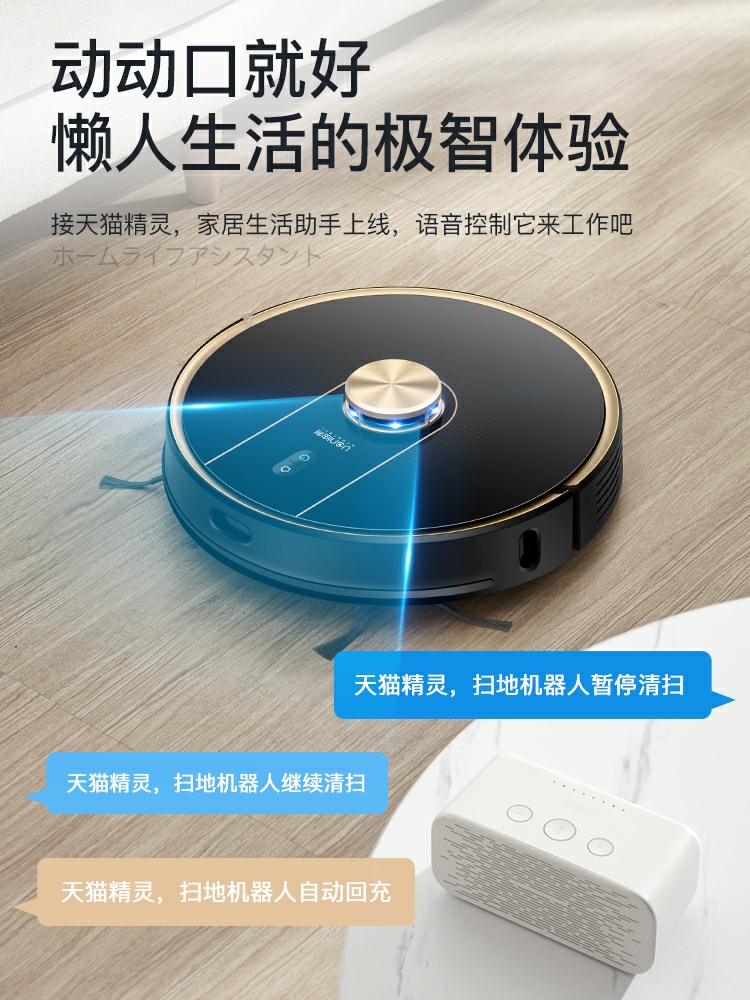 动动口就好
懒人生活的极智体验
接天猫精灵，家居生活助手上线，语音控制它来工作吧
ホームライフアシスタント
天猫精灵，扫地机器人暂停清扫
天猫精灵，扫地机器人继续清扫
天猫精灵，扫地机器人自动回充